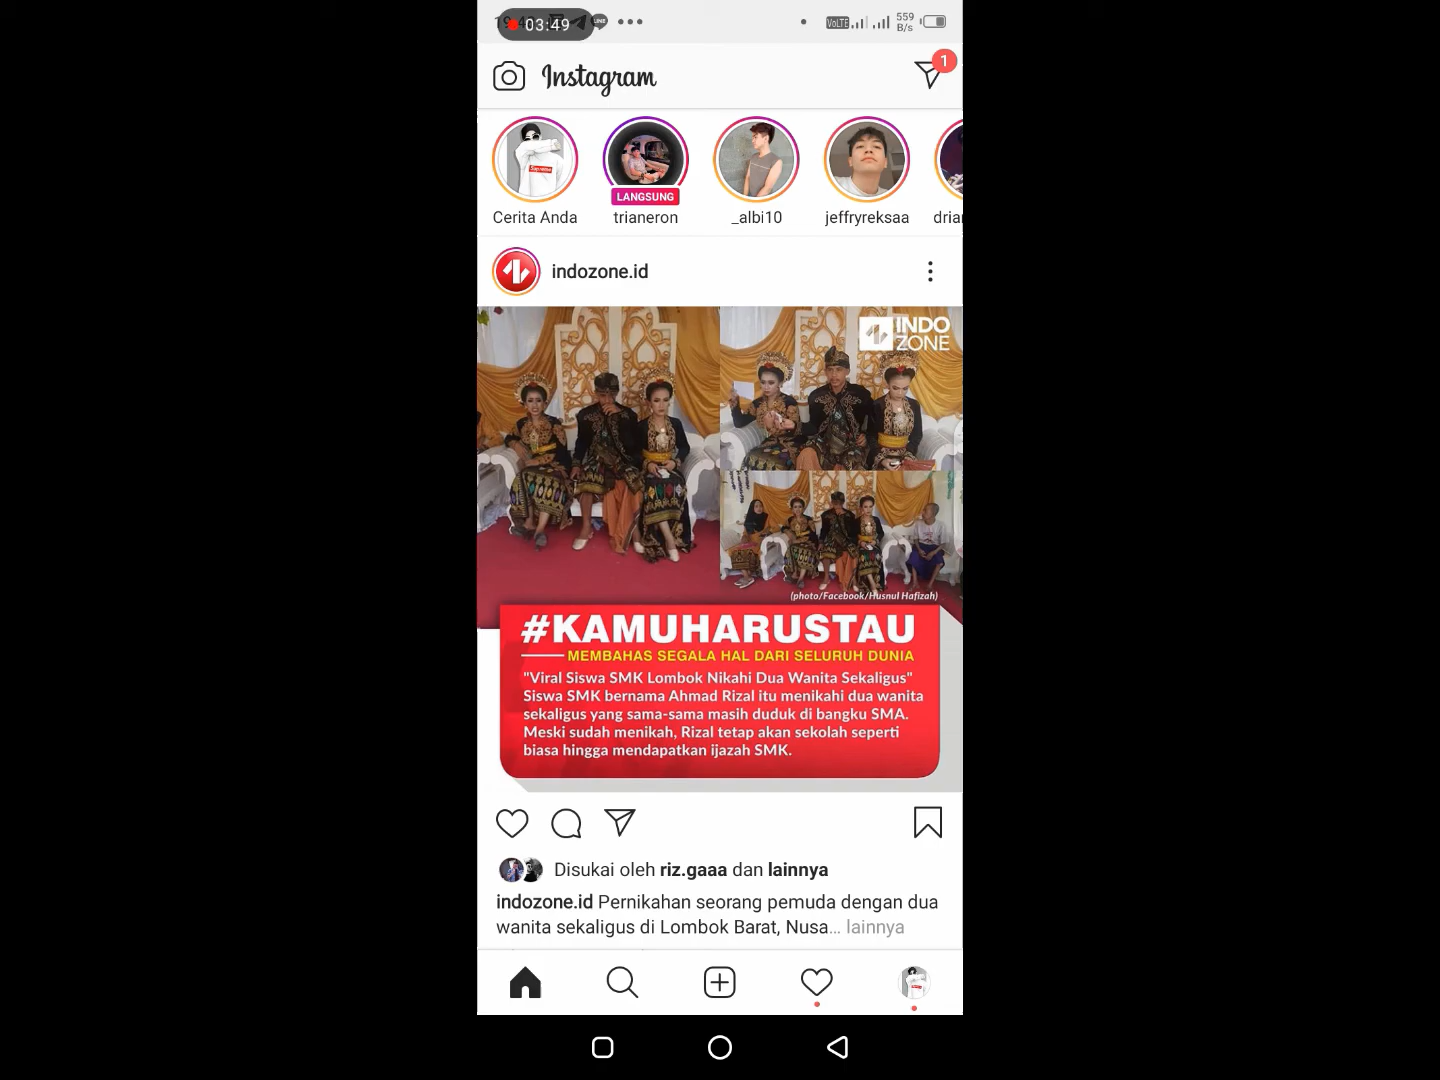 03:49
LINE
VoLTE
559
B/s
Instagram
1
Supreme
LANGSUNG
Cerita Anda
trianeron
_albi10
jeffryreksaa
drian
indozone.id
INDO
ZONE
(photo/Facebook/Husnul Hafizah)
#KAMUHARUSTAU
MEMBAHAS SEGALA HAL DARI SELURUH DUNIA
"Viral Siswa SMK Lombok Nikahi Dua Wanita Sekaligus"
Siswa SMK bernama Ahmad Rizal itu menikahi dua wanita
sekaligus yang sama-sama masih duduk di bangku SMA.
Meski sudah menikah, Rizal tetap akan sekolah seperti
biasa hingga mendapatkan ijazah SMK.
Disukai oleh riz.gaaa dan lainnya
indozone.id Pernikahan seorang pemuda dengan dua
wanita sekaligus di Lombok Barat, Nusa... lainnya